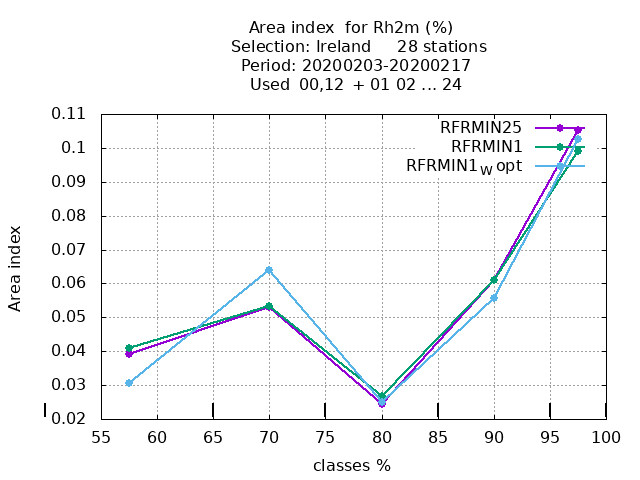 Area index for Rh2m (%)
Selection: Ireland 28 stations
Period: 20200203-20200217
Used 00,12 + 01 02 ... 24
RFRMIN25
RFRMIN1
RFRMIN1W opt
0.11
0.1
0.09
0.08
0.07
0.06
0.05
0.04
0.03
0.02
Area index
55 60 65 70 75 80 85 90 95 100
classes %